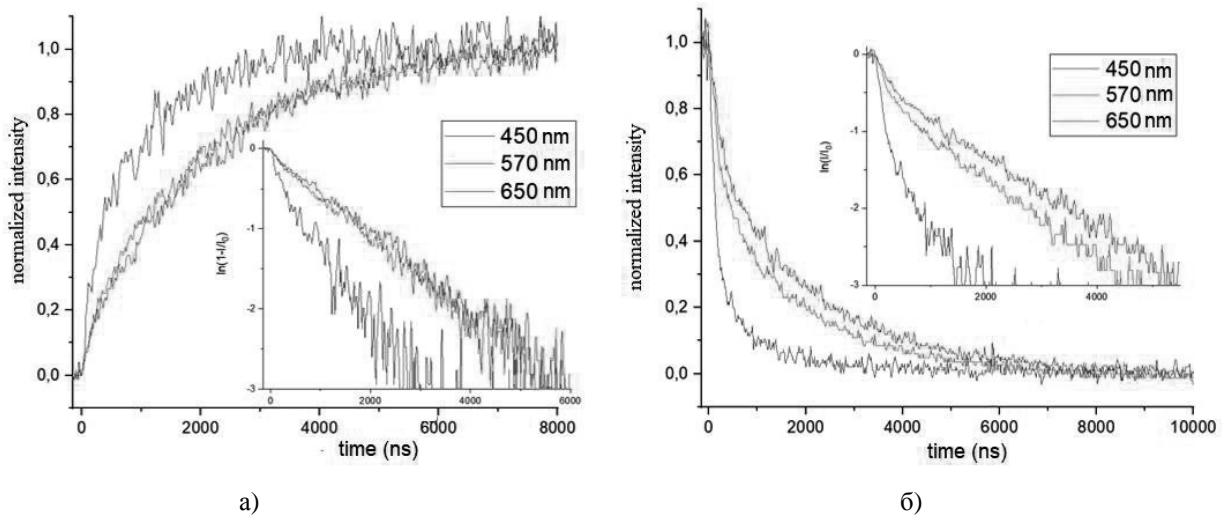 1,0
0,8
0,6
0,4
0,2
0,0
normalized intensity
0
2000
4000
6000
8000
time (ns)
450 nm
570 nm
650 nm
0
-1
-2
-3
ln(1-I/I₀)
0
2000
4000
6000
a)
1,0
0,8
0,6
0,4
0,2
0,0
normalized intensity
0
2000
4000
6000
8000
10000
time (ns)
450 nm
570 nm
650 nm
0
-1
-2
-3
ln(I/I₀)
0
2000
4000
б)